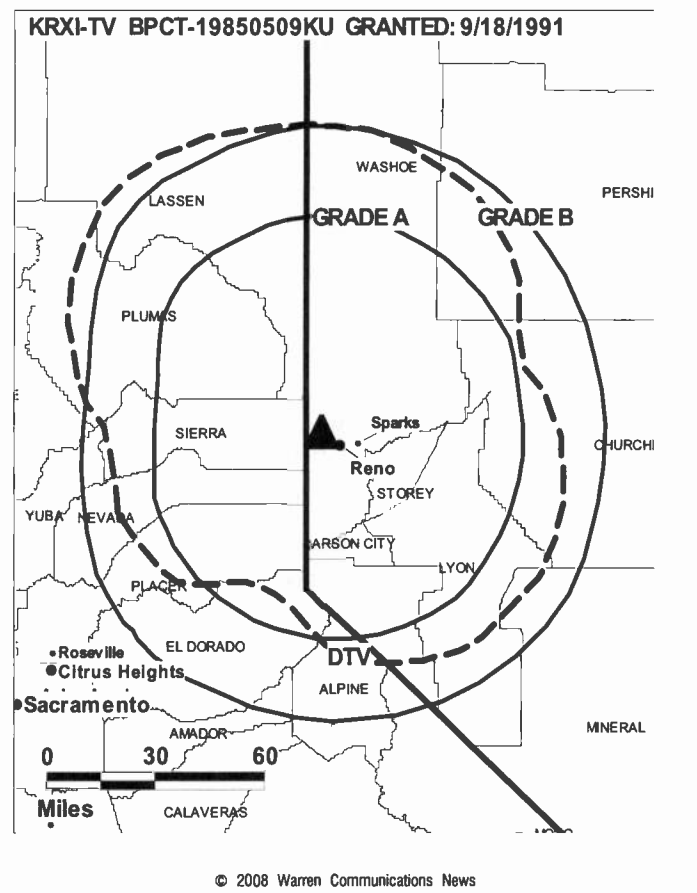 KRXI-TV BPCT-19850509KU GRANTED: 9/18/1991
WASHOE
PERSHI
LASSEN
GRADE A
GRADE B
PLUMAS
Sparks
SIERRA
CHURCHI
Reno
STOREY
YUBA
NEVADA
ARSON CITY
LYON
PLACER
EL DORADO
Roseville
DTV
Citrus Heights
ALPINE
Sacramento
MINERAL
AMADOR
0 30 60
Miles
CALAVERAS
© 2008 Warren Communications News